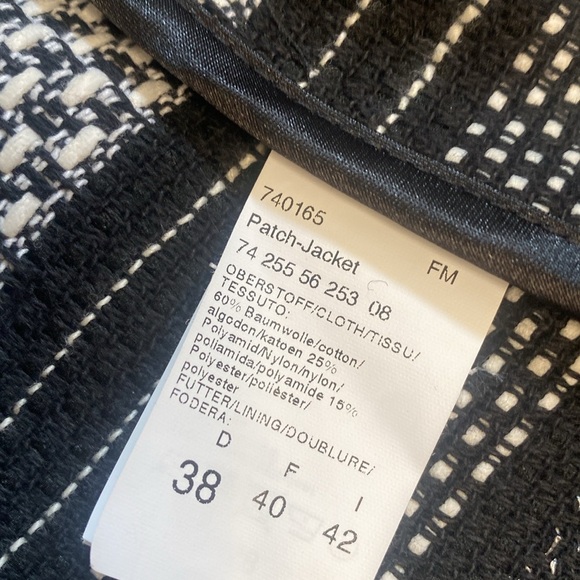 740165
Patch-Jacket FM
74 255 56 253 08
OBERSTOFF/CLOTH/TISSU/
TESSUTO:
60% Baumwolle/cotton/
algodon/katoen 25%
Polyamid/Nylon/nylon/
poliamida/polyamide 15%
Polyester/poliéster/
polyester
FUTTER/LINING/DOUBLURE/
FODERA:
D F I
38 40 42